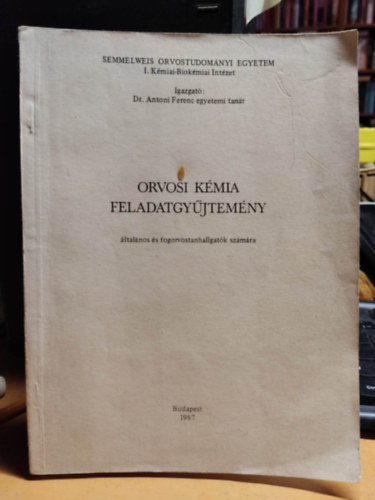 SEMMELWEIS ORVOSTUDOMÁNYI EGYETEM
I. Kémiai-Biokémiai Intézet
Igazgató:
Dr. Antoni Ferenc egyetemi tanár
ORVOSI KÉMIA
FELADATGYŰJTEMÉNY
általános és fogorvostanhallgatók számára
Budapest
1987